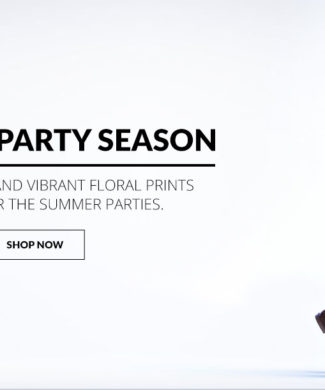 PARTY SEASON
AND VIBRANT FLORAL PRINTS
R THE SUMMER PARTIES.
SHOP NOW